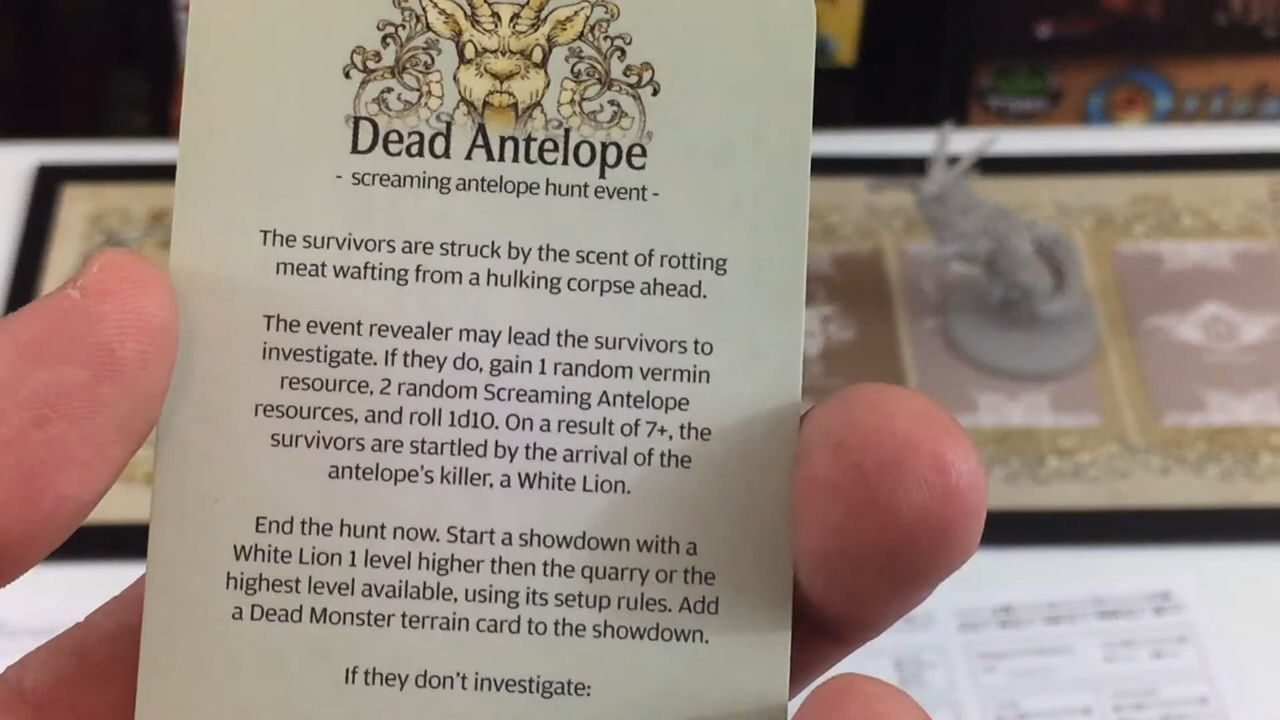 Dead Antelope
- screaming antelope hunt event -
The survivors are struck by the scent of rotting
meat wafting from a hulking corpse ahead.
The event revealer may lead the survivors to
investigate. If they do, gain 1 random vermin
resource, 2 random Screaming Antelope
resources, and roll 1d10. On a result of 7+, the
survivors are startled by the arrival of the
antelope's killer, a White Lion.
End the hunt now. Start a showdown with a
White Lion 1 level higher then the quarry or the
highest level available, using its setup rules. Add
a Dead Monster terrain card to the showdown.
If they don't investigate: